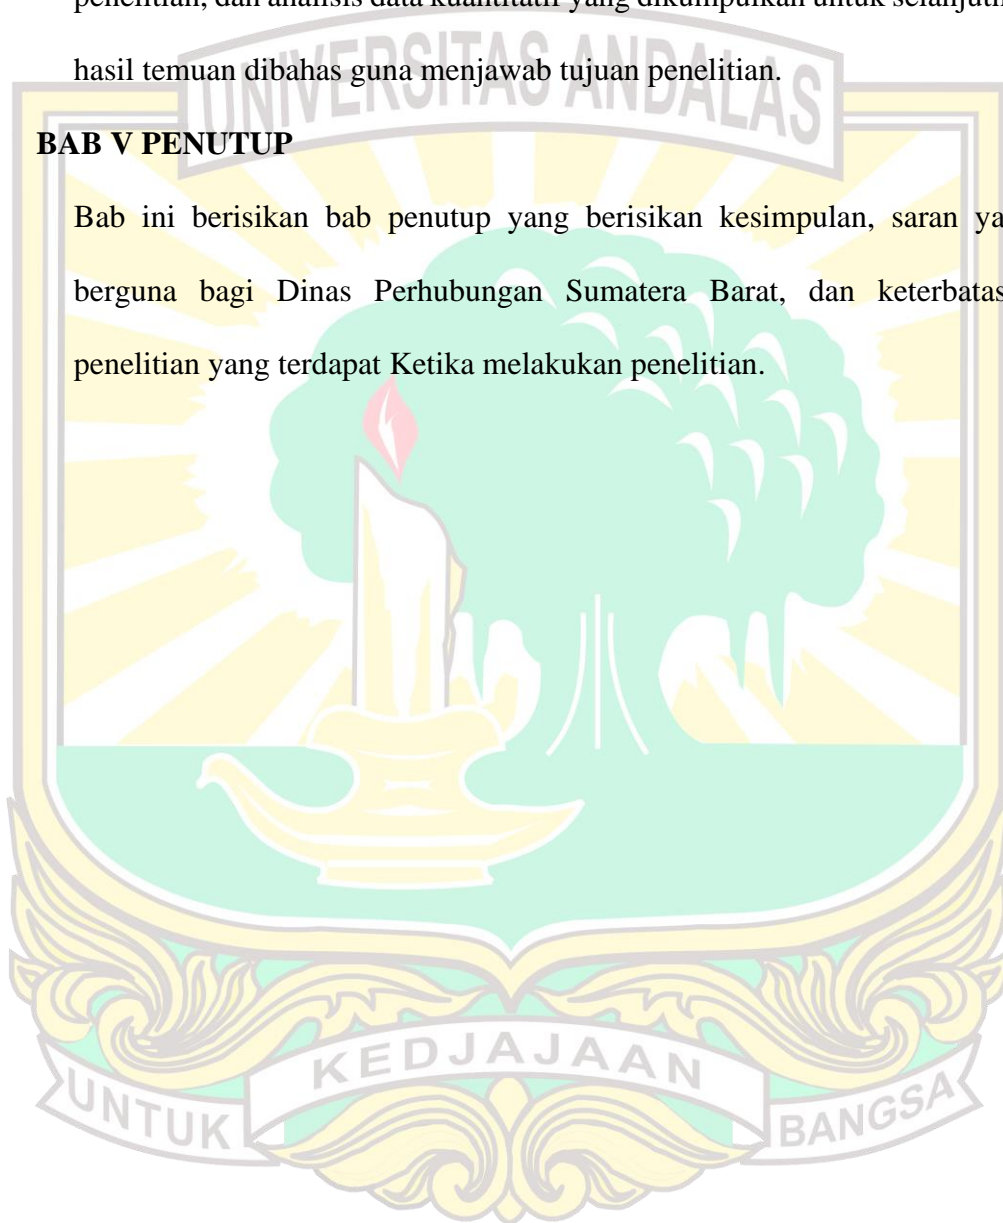 penelitian, dan analisis data kuantitatif yang dikumpulkan untuk
hasil temuan dibahas guna menjawab tujuan penelitian.
UNIVERSITAS ANDALAS
BAB V PENUTUP
Bab ini berisikan bab penutup yang berisikan kesimpulan, saran ya
berguna bagi Dinas Perhubungan Sumatera Barat, dan keterbatas
penelitian yang terdapat Ketika melakukan penelitian.
UNTUK KEDJAJAAN BANGSA